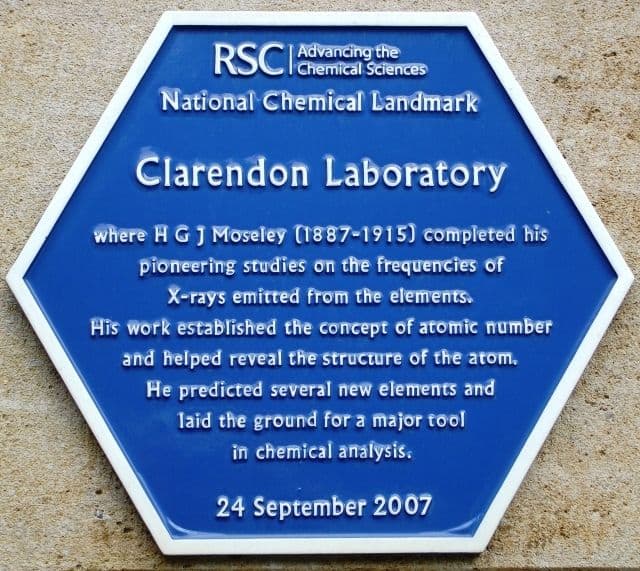 RSC | Advancing the
Chemical Sciences
National Chemical Landmark
Clarendon Laboratory
where H G J Moseley (1887-1915) completed his
pioneering studies on the frequencies of
X-rays emitted from the elements.
His work established the concept of atomic number
and helped reveal the structure of the atom.
He predicted several new elements and
laid the ground for a major tool
in chemical analysis.
24 September 2007